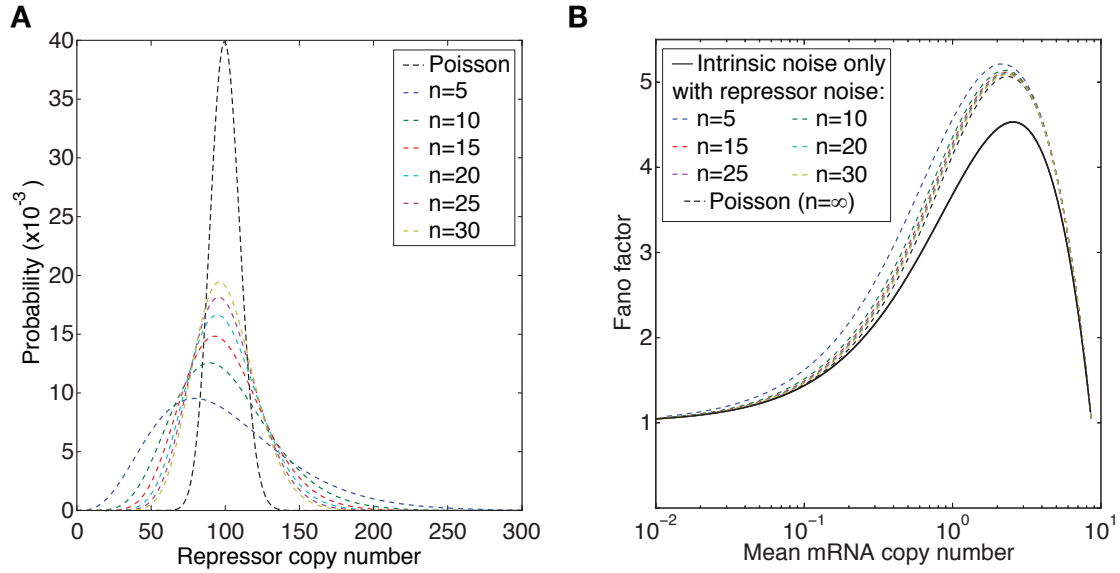 A
Probability (x10⁻³)
40
35
30
25
20
15
10
5
0
0 50 100 150 200 250 300
Repressor copy number
Poisson
n=5
n=10
n=15
n=20
n=25
n=30
B
Fano factor
5
4
3
2
1
10⁻² 10⁻¹ 10⁰ 10¹
Mean mRNA copy number
Intrinsic noise only
with repressor noise:
n=5 n=10
n=15 n=20
n=25 n=30
Poisson (n=∞)